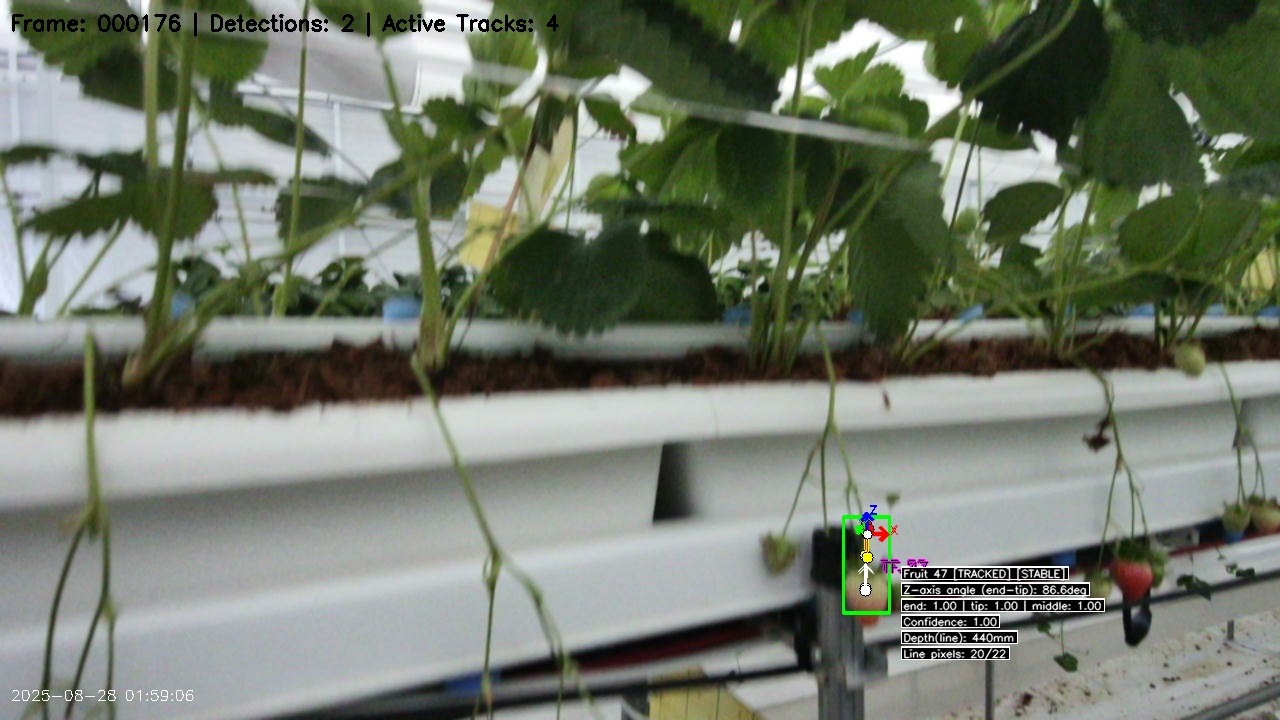 Frame: 000176 | Detections: 2 | Active Tracks: 4
Z
X
Fruit 47 [TRACKED] [STABLE]
Z-axis angle (end-tip): 86.6deg
end: 1.00 | tip: 1.00 | middle: 1.00
Confidence: 1.00
Depth(line): 440mm
Line pixels: 20/22
2025-08-28 01:59:06